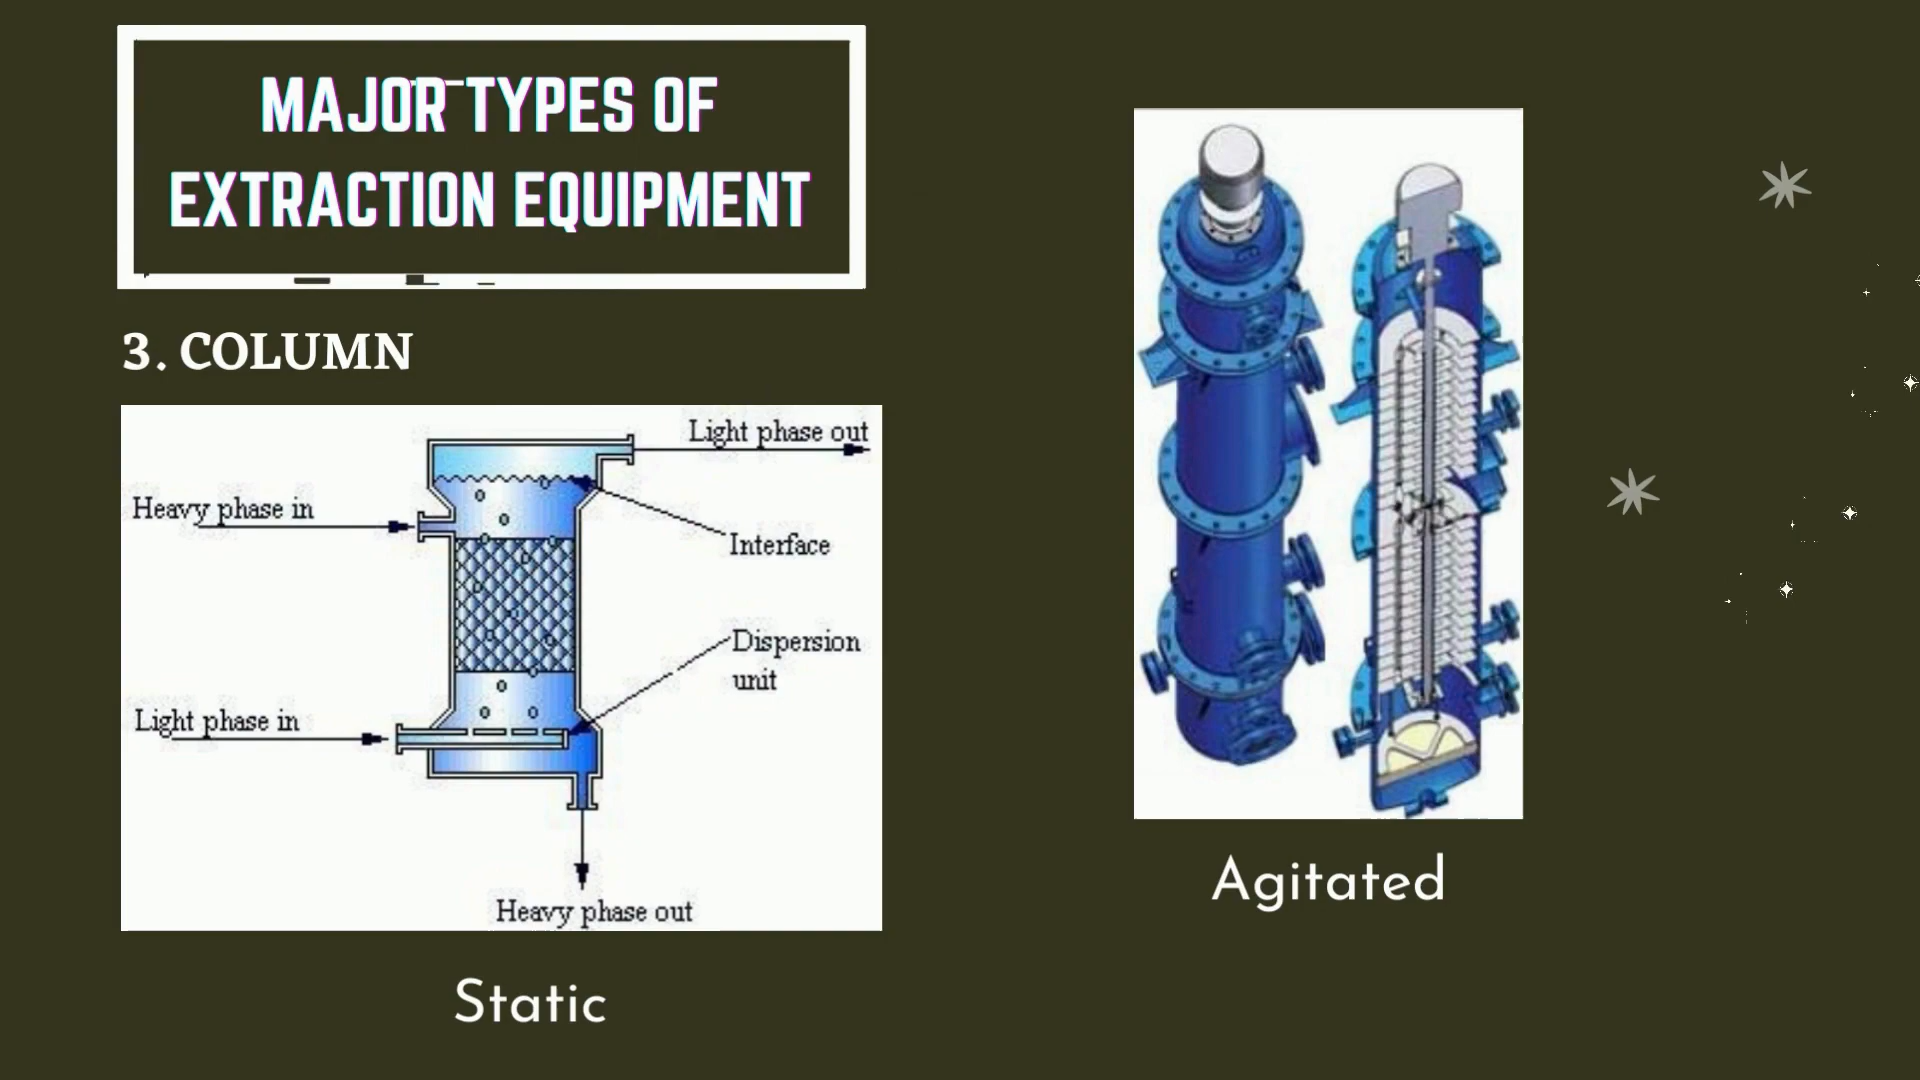 MAJOR TYPES OF
EXTRACTION EQUIPMENT
3. COLUMN
Light phase out
Heavy phase in
Interface
Dispersion
unit
Light phase in
Heavy phase out
Static
Agitated